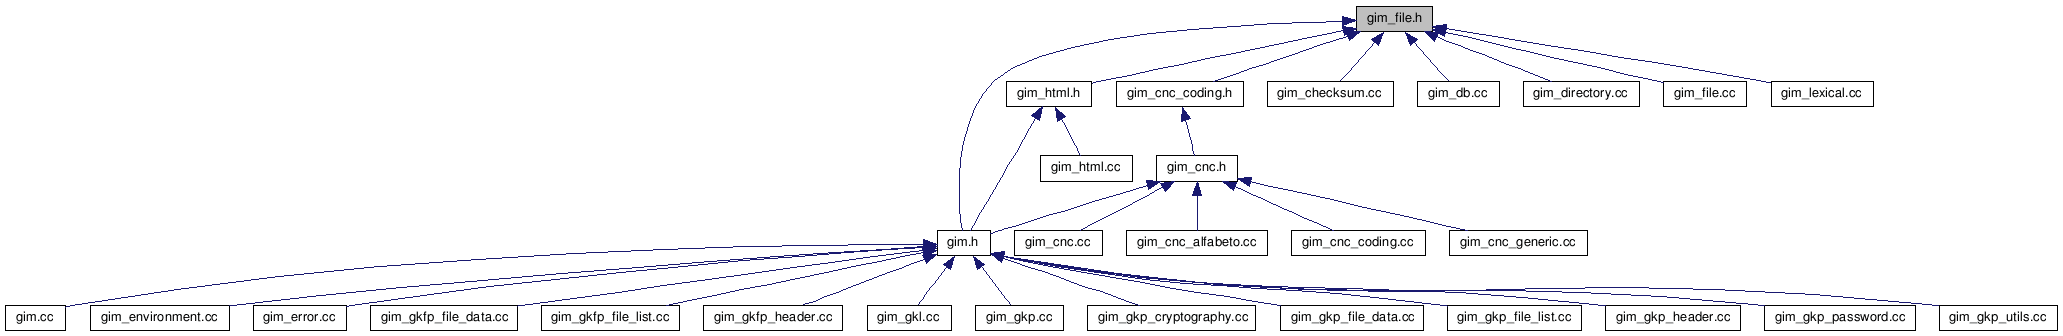 gim_file.h
gim_html.h
gim_cnc_coding.h
gim_checksum.cc
gim_db.cc
gim_directory.cc
gim_file.cc
gim_lexical.cc
gim_html.cc
gim_cnc.h
gim.h
gim_cnc.cc
gim_cnc_alfabeto.cc
gim_cnc_coding.cc
gim_cnc_generic.cc
gim.cc
gim_environment.cc
gim_error.cc
gim_gkfp_file_data.cc
gim_gkfp_file_list.cc
gim_gkfp_header.cc
gim_gkl.cc
gim_gkp.cc
gim_gkp_cryptography.cc
gim_gkp_file_data.cc
gim_gkp_file_list.cc
gim_gkp_header.cc
gim_gkp_password.cc
gim_gkp_utils.cc